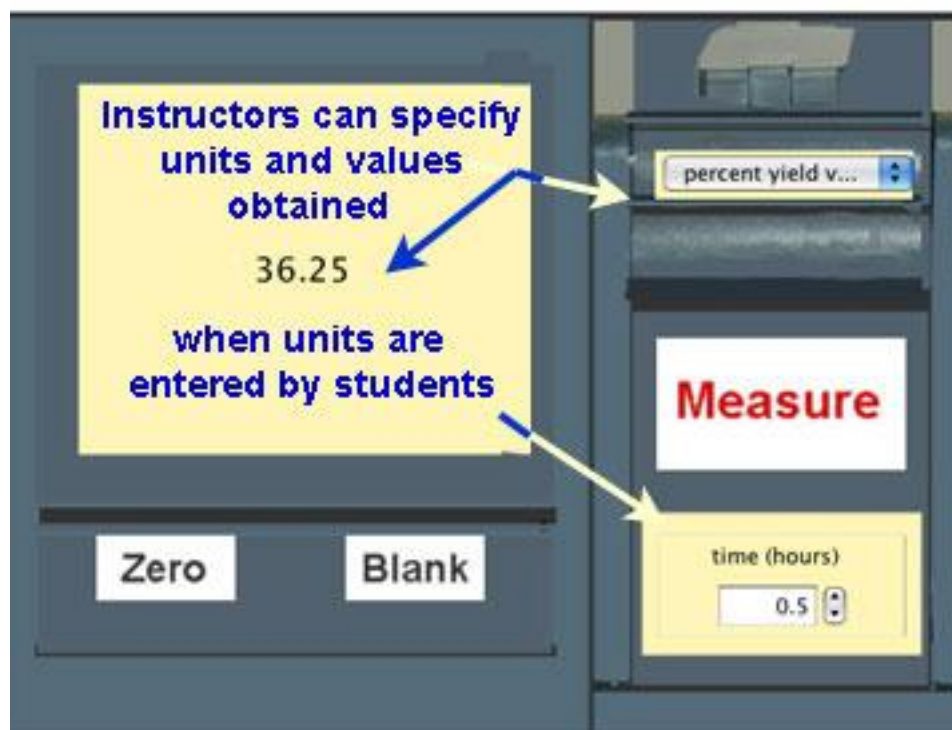 Instructors can specify
units and values
obtained
36.25
when units are
entered by students
percent yield v...
Measure
time (hours)
0.5
Zero
Blank